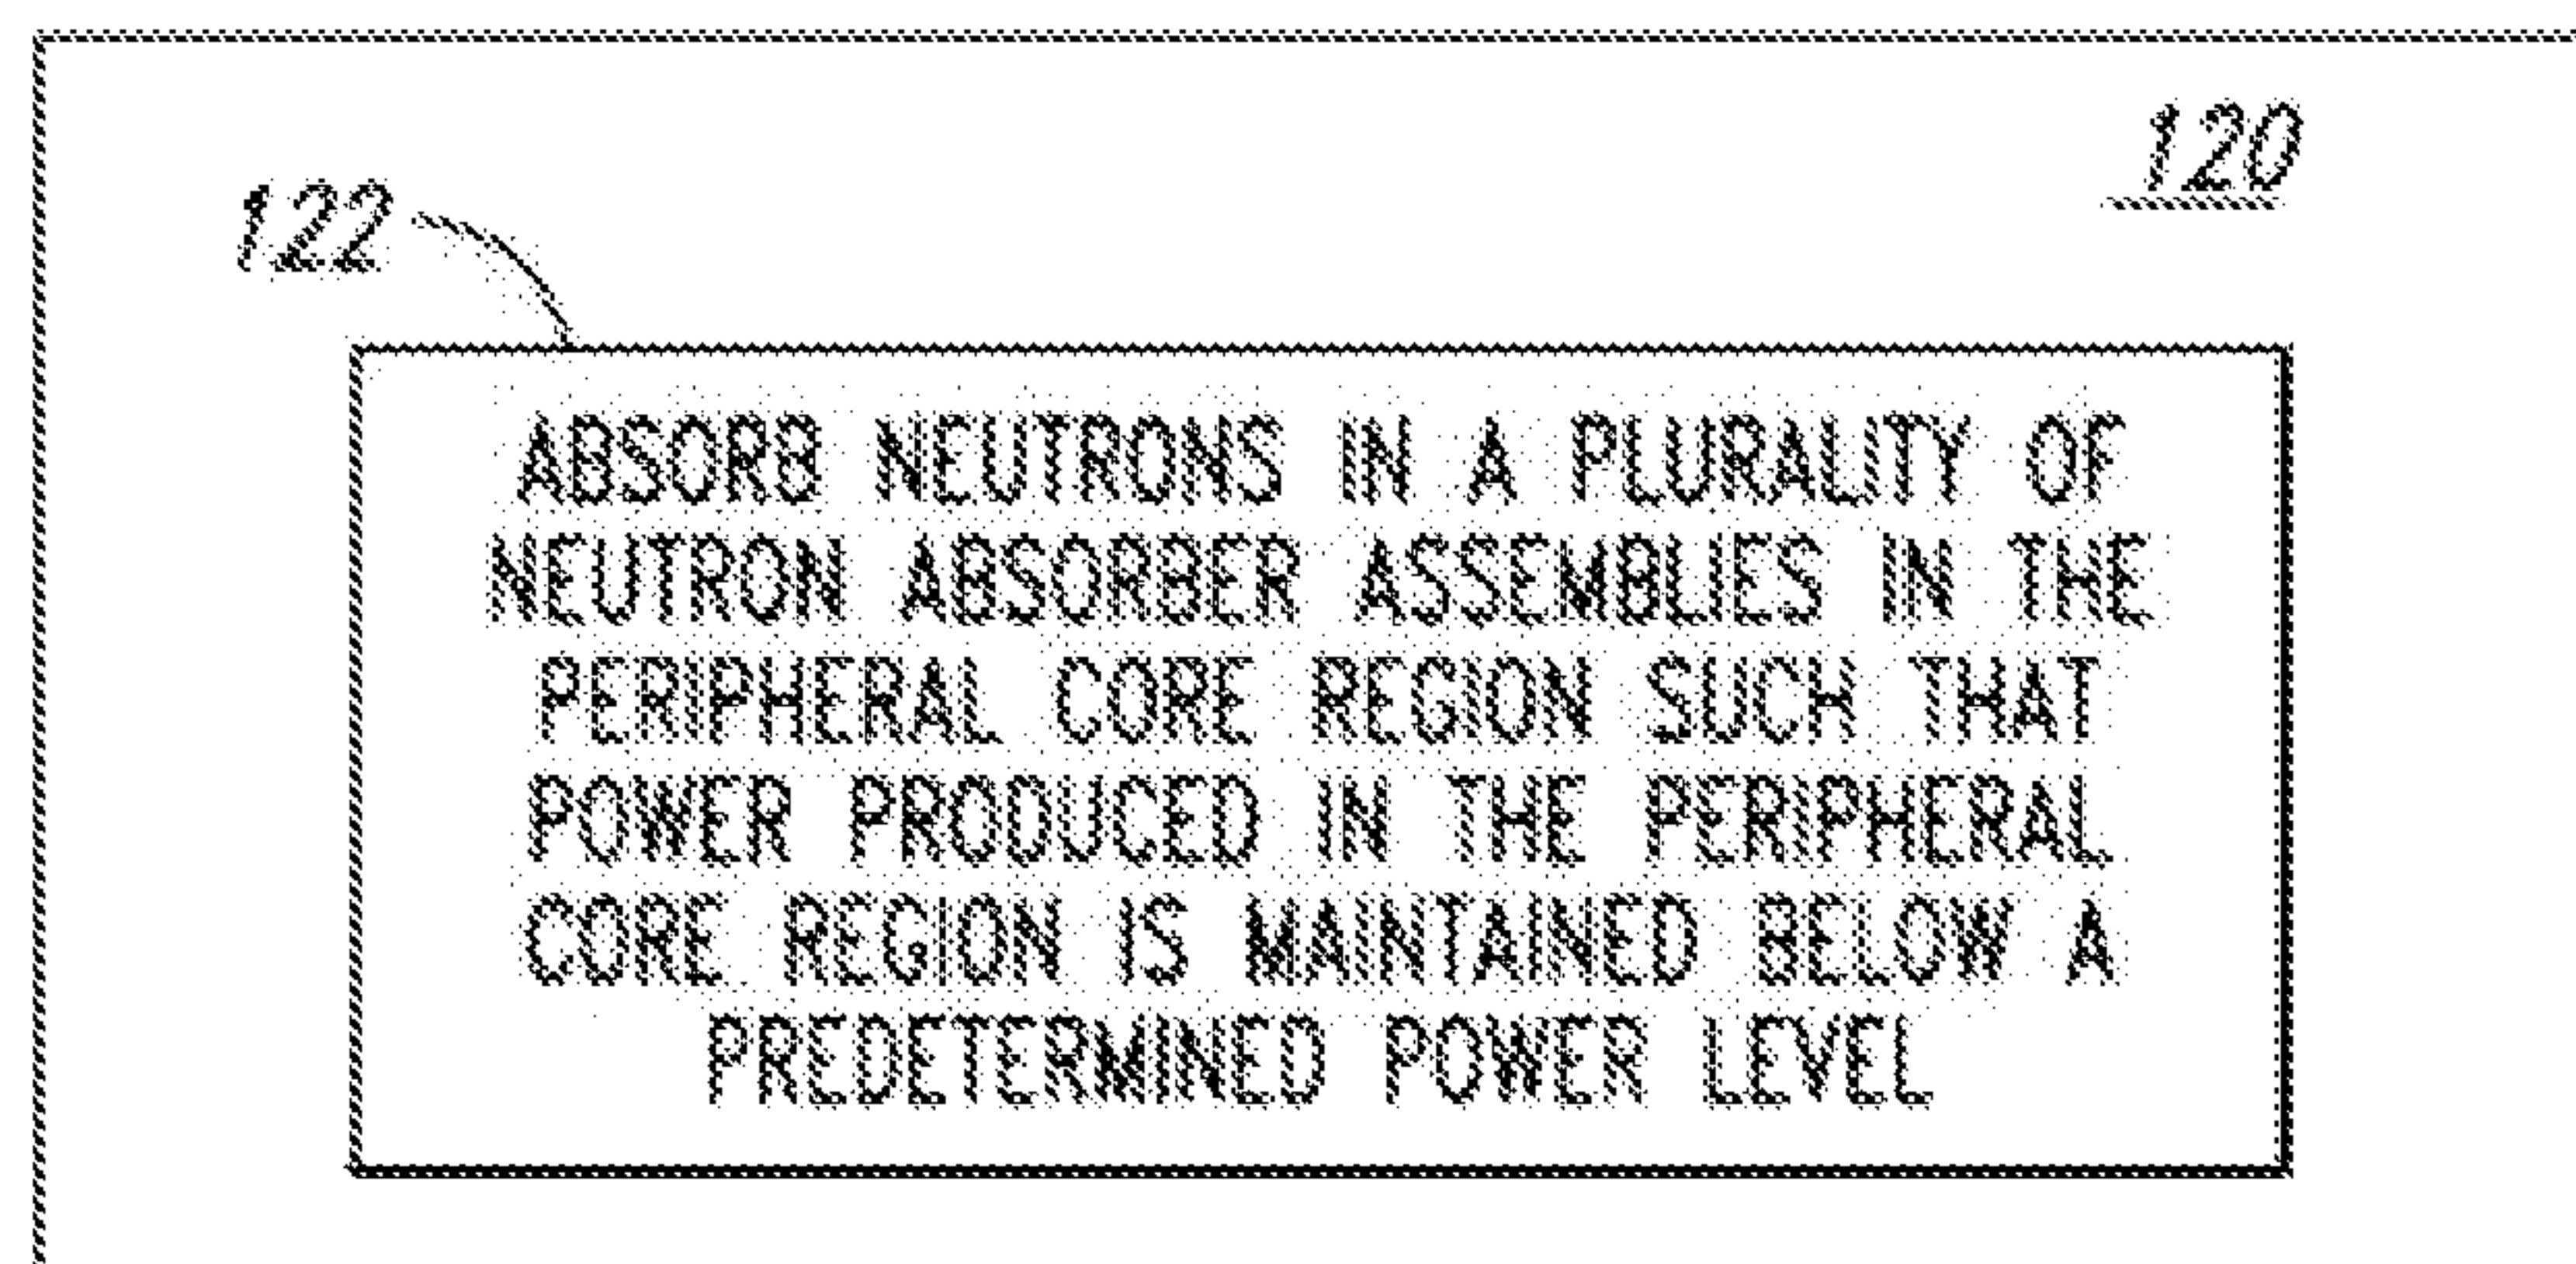 120
122
ABSORB NEUTRONS IN A PLURALITY OF
NEUTRON ABSORBER ASSEMBLIES IN THE
PERIPHERAL CORE REGION SUCH THAT
POWER PRODUCED IN THE PERIPHERAL
CORE REGION IS MAINTAINED BELOW A
PREDETERMINED POWER LEVEL